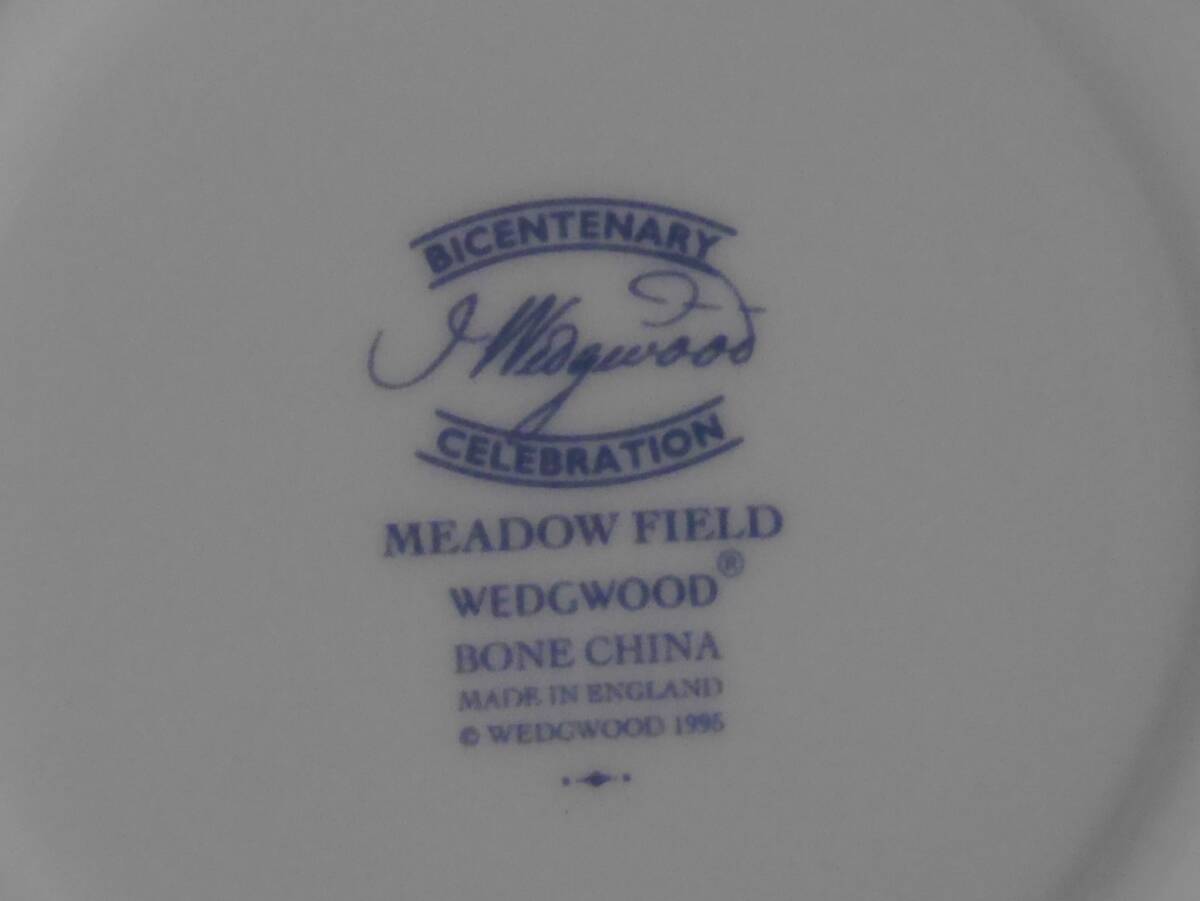 BICENTENARY
J Wedgwood
CELEBRATION
MEADOW FIELD
WEDGWOOD®
BONE CHINA
MADE IN ENGLAND
© WEDGWOOD 1995